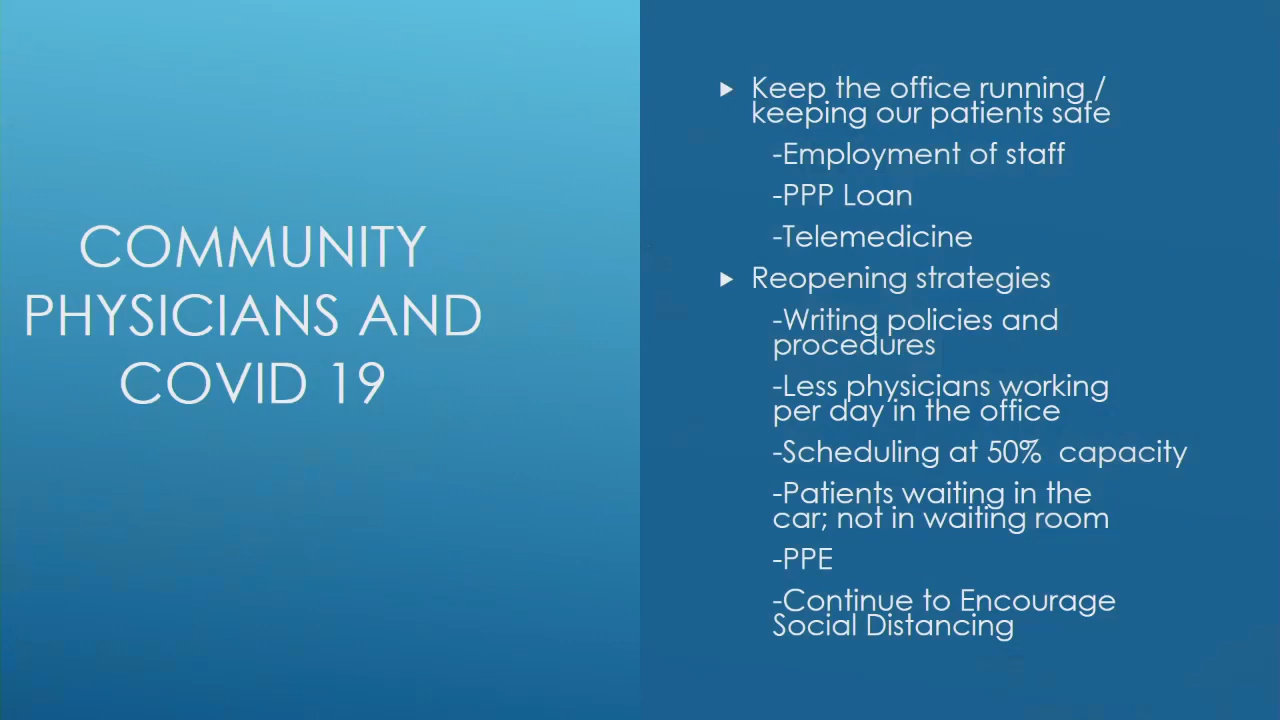 COMMUNITY
PHYSICIANS AND
COVID 19
Keep the office running /
keeping our patients safe
-Employment of staff
-PPP Loan
-Telemedicine
Reopening strategies
-Writing policies and
procedures
-Less physicians working
per day in the office
-Scheduling at 50%  capacity
-Patients waiting in the
car; not in waiting room
-PPE
-Continue to Encourage
Social Distancing